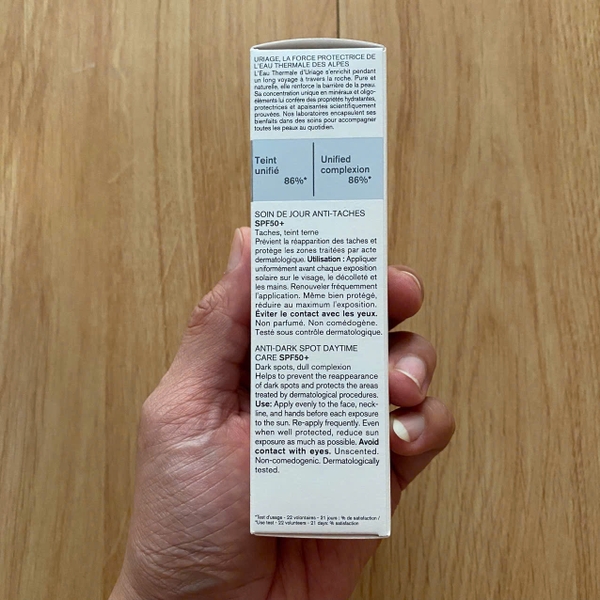 URIAGE, LA FORCE PROTECTRICE DE
L'EAU THERMALE DES ALPES
L'Eau Thermale d'Uriage s'enrichit pendant
un long voyage à travers la roche. Pure et
naturelle, elle renforce la barrière de la peau.
Sa concentration unique en minéraux et oligo-
éléments lui confère des propriétés hydratantes,
protectrices et apaisantes scientifiquement
prouvées. Nos laboratoires encapsulent ses
bienfaits dans des soins pour accompagner
toutes les peaux au quotidien.
Teint
unifié
86%*
Unified
complexion
86%*
SOIN DE JOUR ANTI-TACHES
SPF50+
Taches, teint terne
Prévient la réapparition des taches et
protège les zones traitées par acte
dermatologique. Utilisation : Appliquer
uniformément avant chaque exposition
solaire sur le visage, le décolleté et
les mains. Renouveler fréquemment
l'application. Même bien protégé,
réduire au maximum l'exposition.
Éviter le contact avec les yeux.
Non parfumé. Non comédogène.
Testé sous contrôle dermatologique.
ANTI-DARK SPOT DAYTIME
CARE SPF50+
Dark spots, dull complexion
Helps to prevent the reappearance
of dark spots and protects the areas
treated by dermatological procedures.
Use: Apply evenly to the face, neck-
line, and hands before each exposure
to the sun. Re-apply frequently. Even
when well protected, reduce sun
exposure as much as possible. Avoid
contact with eyes. Unscented.
Non-comedogenic. Dermatologically
tested.
*Test d'usage - 22 volontaires - 21 jours : % de satisfaction /
*Use test - 22 volunteers - 21 days: % satisfaction